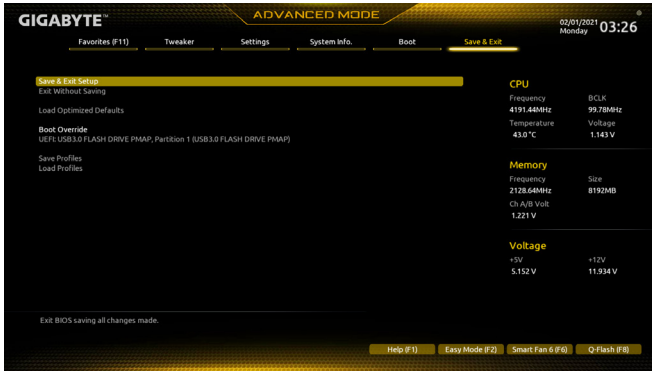 GIGABYTE™
ADVANCED MODE
02/01/2021 Monday 03:26
Favorites (F11) Tweaker Settings System Info. Boot Save & Exit
Save & Exit Setup
Exit Without Saving
Load Optimized Defaults
Boot Override
UEFI: USB3.0 FLASH DRIVE PMAP, Partition 1 (USB3.0 FLASH DRIVE PMAP)
Save Profiles
Load Profiles
CPU
Frequency BCLK
4191.44MHz 99.78MHz
Temperature Voltage
43.0 °C 1.143 V
Memory
Frequency Size
2128.64MHz 8192MB
Ch A/B Volt
1.221 V
Voltage
+5V +12V
5.152 V 11.934 V
Exit BIOS saving all changes made.
Help (F1) Easy Mode (F2) Smart Fan 6 (F6) Q-Flash (F8)